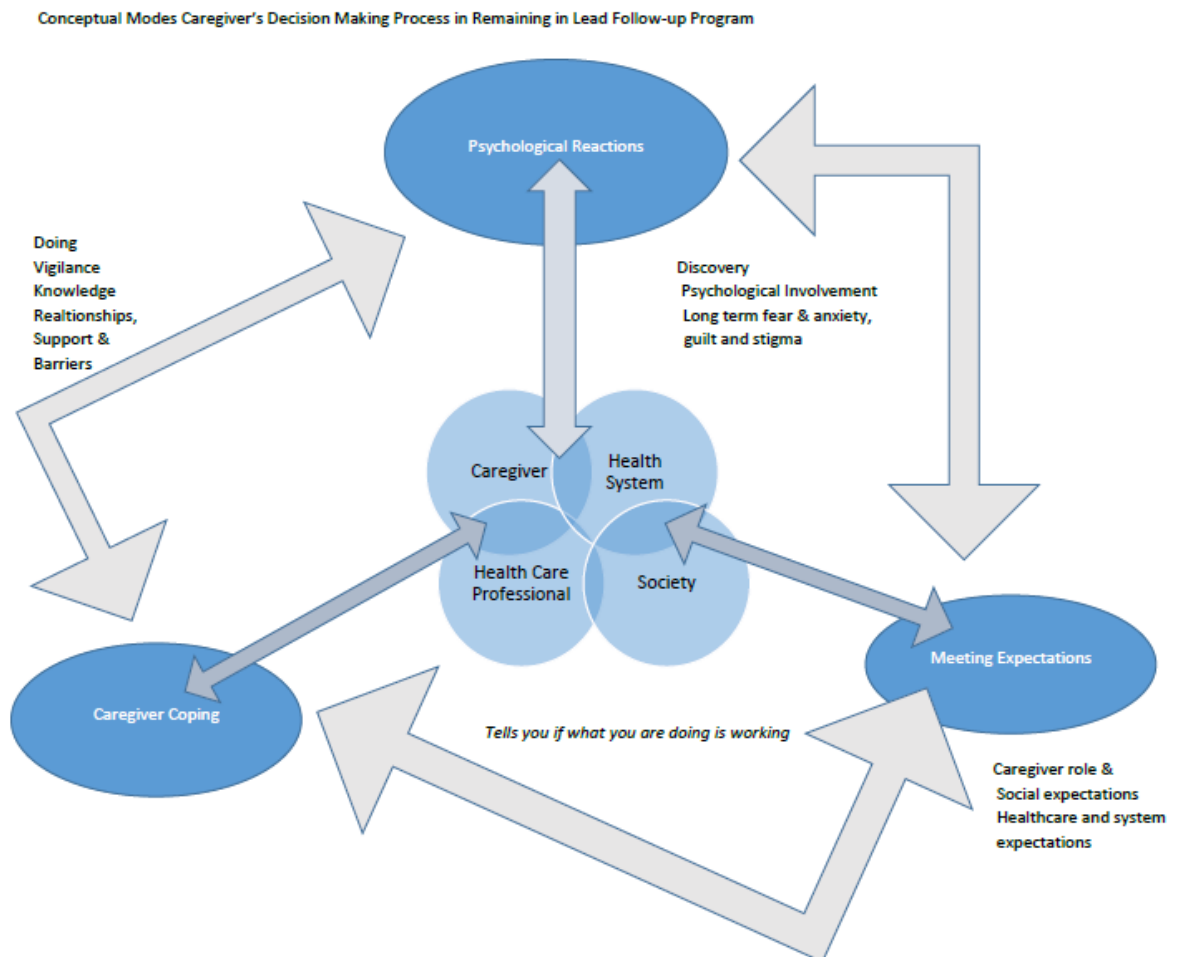 Conceptual Modes Caregiver's Decision Making Process in Remaining in Lead Follow-up Program
Psychological Reactions
Doing
Vigilance
Knowledge
Realtionships,
Support &
Barriers
Discovery
Psychological Involvement
Long term fear & anxiety,
guilt and stigma
Caregiver
Health
System
Health Care
Professional
Society
Meeting Expectations
Caregiver Coping
Tells you if what you are doing is working
Caregiver role &
Social expectations
Healthcare and system
expectations